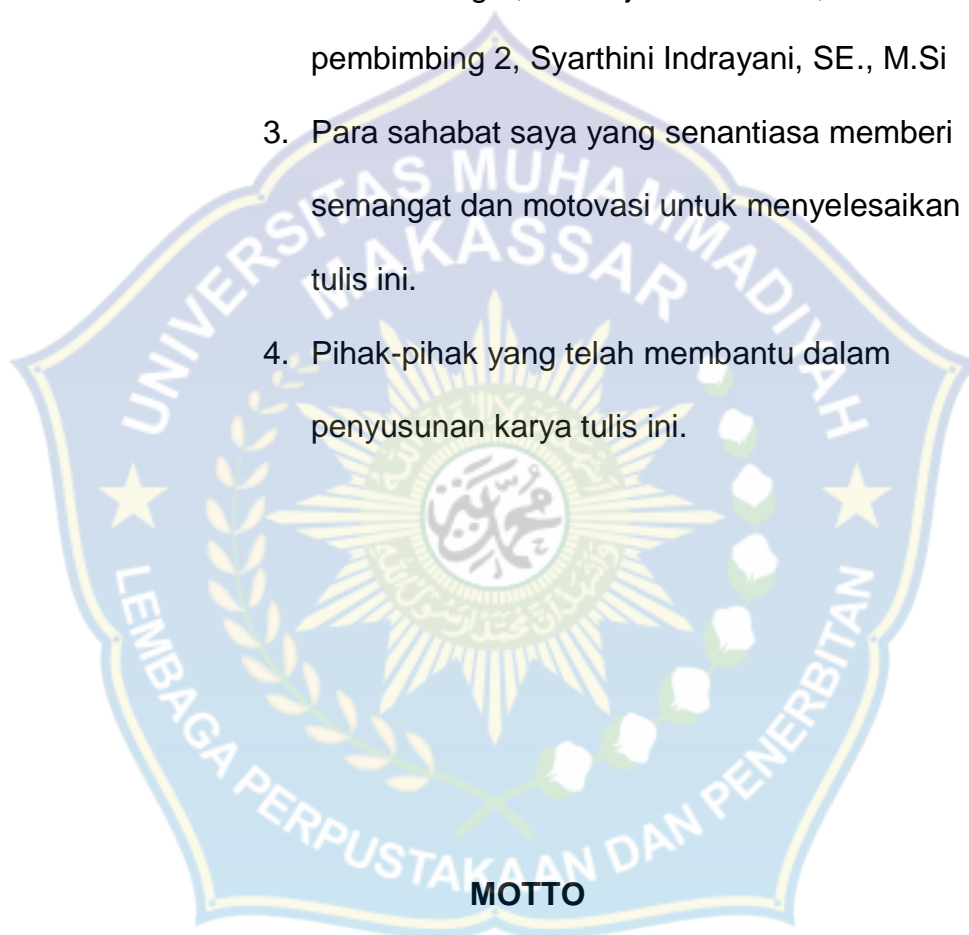 pembimbing 2, Syarthini Indrayani, SE., M.Si
3. Para sahabat saya yang senantiasa memberi
semangat dan motovasi untuk menyelesaikan
tulis ini.
4. Pihak-pihak yang telah membantu dalam
penyusunan karya tulis ini.
UNIVERSITAS MUHAMMADIYAH
MAKASSAR
LEMBAGA PERPUSTAKAAN DAN PENERBITAN
MOTTO